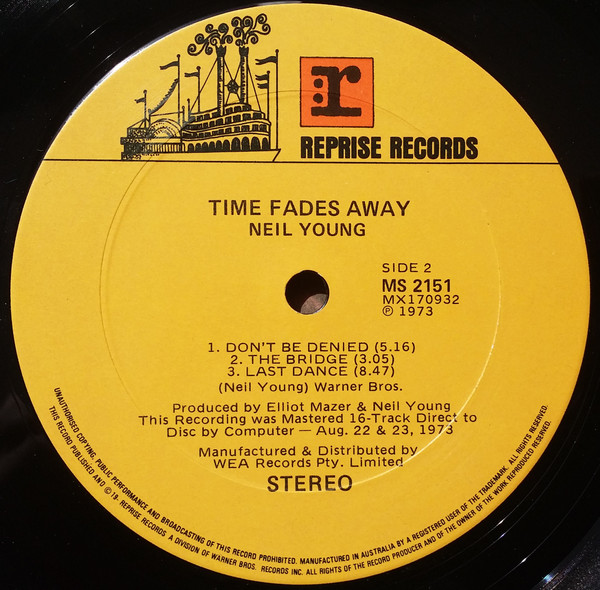 r
REPRISE RECORDS
TIME FADES AWAY
NEIL YOUNG
SIDE 2
MS 2151
MX170932
℗ 1973
1. DON'T BE DENIED (5.16)
2. THE BRIDGE (3.05)
3. LAST DANCE (8.47)
(Neil Young) Warner Bros.
Produced by Elliot Mazer & Neil Young
This Recording was Mastered 16-Track Direct to
Disc by Computer — Aug. 22 & 23, 1973
Manufactured & Distributed by
WEA Records Pty. Limited
STEREO
UNAUTHORISED COPYING, PUBLIC PERFORMANCE AND BROADCASTING OF THIS RECORD PROHIBITED. MANUFACTURED IN AUSTRALIA BY A REGISTERED USER OF THE TRADEMARK. ALL RIGHTS RESERVED.
THIS RECORD PUBLISHED AND ©19- REPRISE RECORDS A DIVISION OF WARNER BROS. RECORDS INC. ALL RIGHTS OF THE RECORD PRODUCER AND OF THE OWNER OF THE WORK REPRODUCED RESERVED.